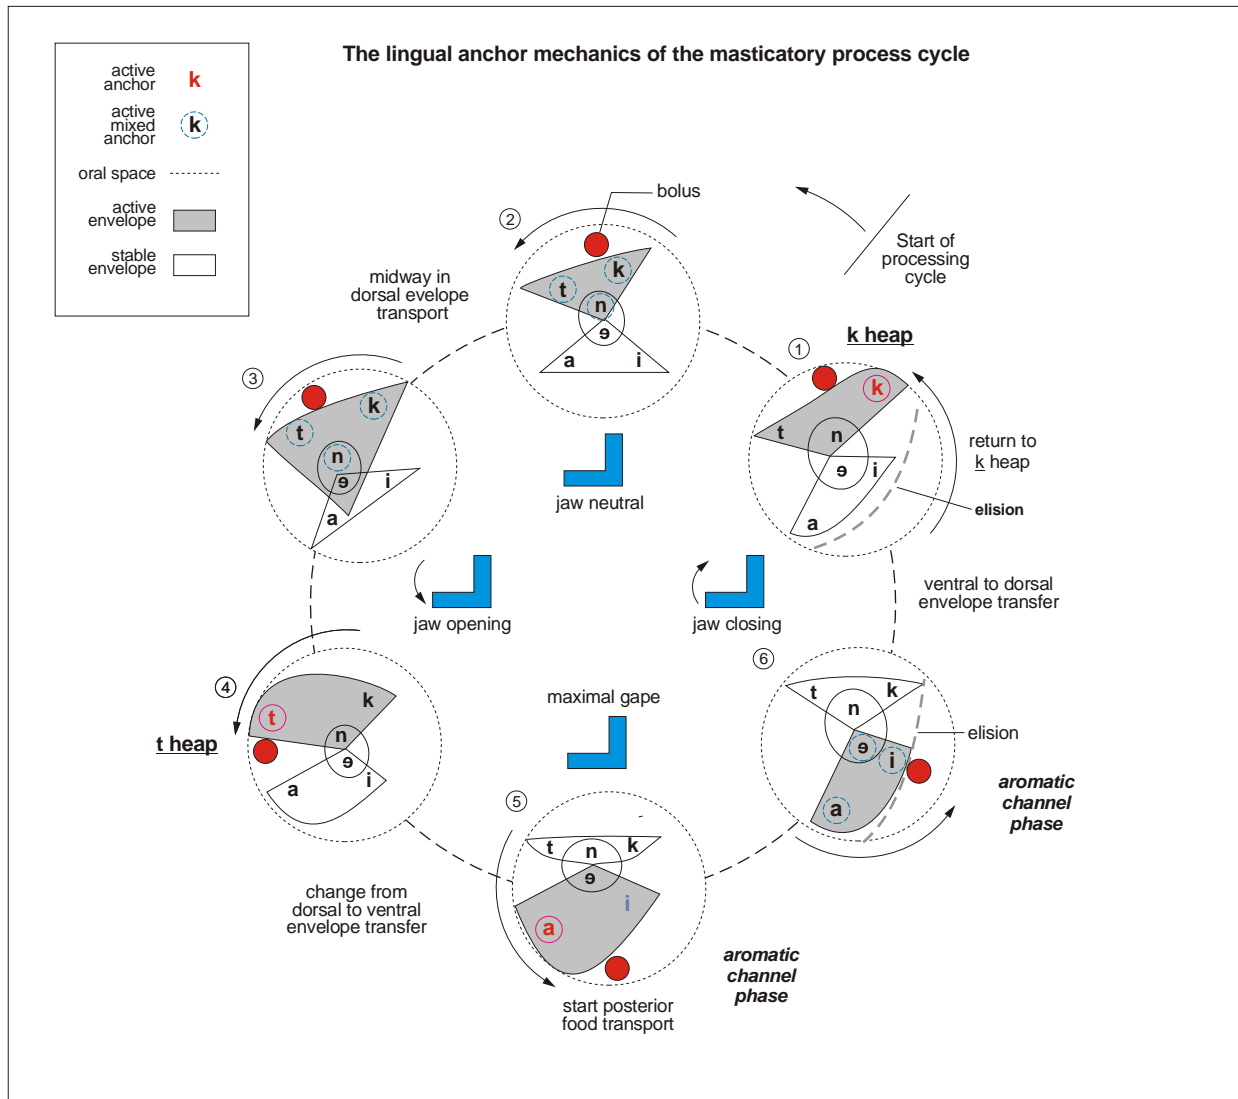 The lingual anchor mechanics of the masticatory process cycle
active
anchor
k
active
mixed
anchor
k
oral space
active
envelope
stable
envelope
bolus
2
t
k
n
ɘ
a
i
midway in
dorsal evelope
transport
Start of
processing
cycle
k heap
1
k
t
n
ɘ
i
a
return to
k heap
elision
3
k
t
n
ɘ
i
a
jaw neutral
jaw opening
jaw closing
ventral to dorsal
envelope transfer
4
k
t
n
ɘ
a
i
t heap
maximal gape
6
t
k
n
ɘ
i
a
elision
aromatic
channel
phase
5
t
n
k
ɘ
i
a
change from
dorsal to ventral
envelope transfer
aromatic
channel
phase
start posterior
food transport